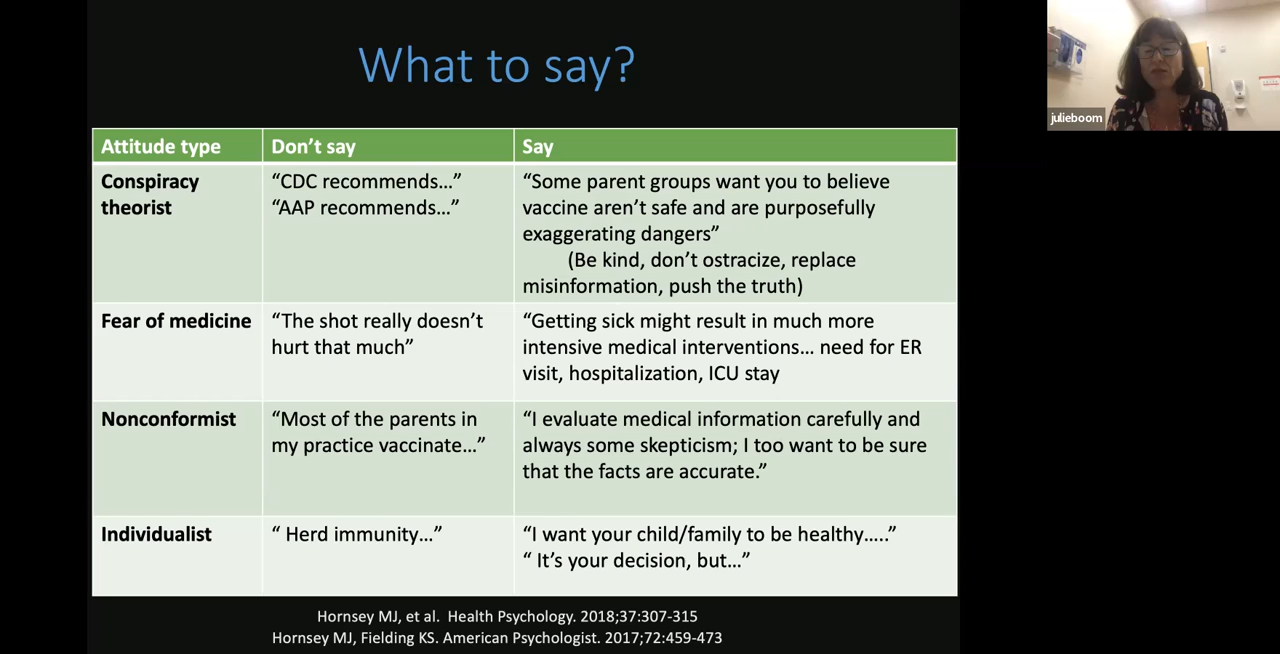 What to say?
Attitude type
Don't say
Say
Conspiracy
theorist
“CDC recommends…”
“AAP recommends…”
“Some parent groups want you to believe
vaccine aren’t safe and are purposefully
exaggerating dangers”
(Be kind, don’t ostracize, replace
misinformation, push the truth)
Fear of medicine
“The shot really doesn’t
hurt that much”
“Getting sick might result in much more
intensive medical interventions… need for ER
visit, hospitalization, ICU stay
Nonconformist
“Most of the parents in
my practice vaccinate…”
“I evaluate medical information carefully and
always some skepticism; I too want to be sure
that the facts are accurate.”
Individualist
“ Herd immunity…”
“I want your child/family to be healthy…..”
“ It’s your decision, but…”
Hornsey MJ, et al.  Health Psychology. 2018;37:307-315
Hornsey MJ, Fielding KS. American Psychologist. 2017;72:459-473
julieboom